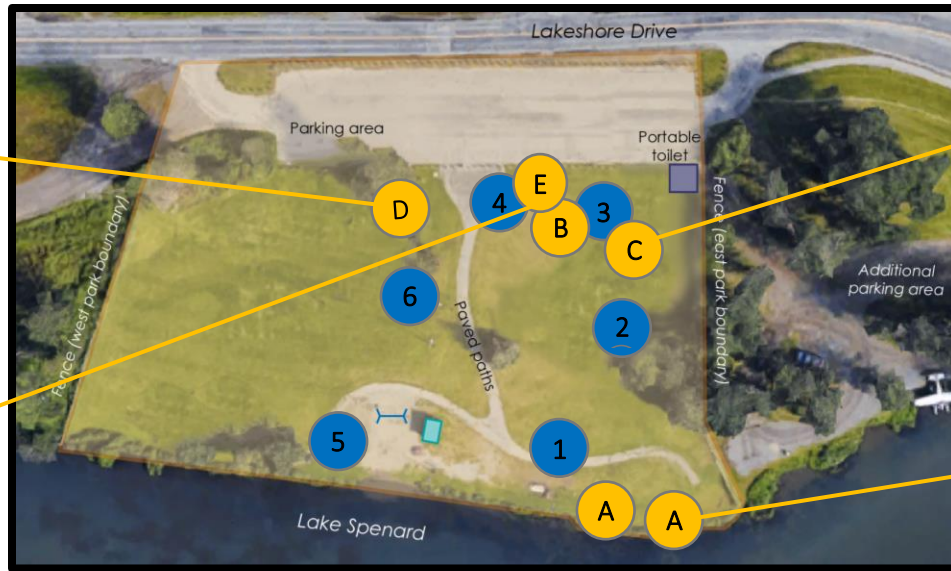 Lakeshore Drive
Parking area
Portable
toilet
E
4
3
D
B
C
Fence (west park boundary)
Fence (east park boundary)
Additional
parking area
6
Paved paths
2
5
1
A
A
Lake Spenard